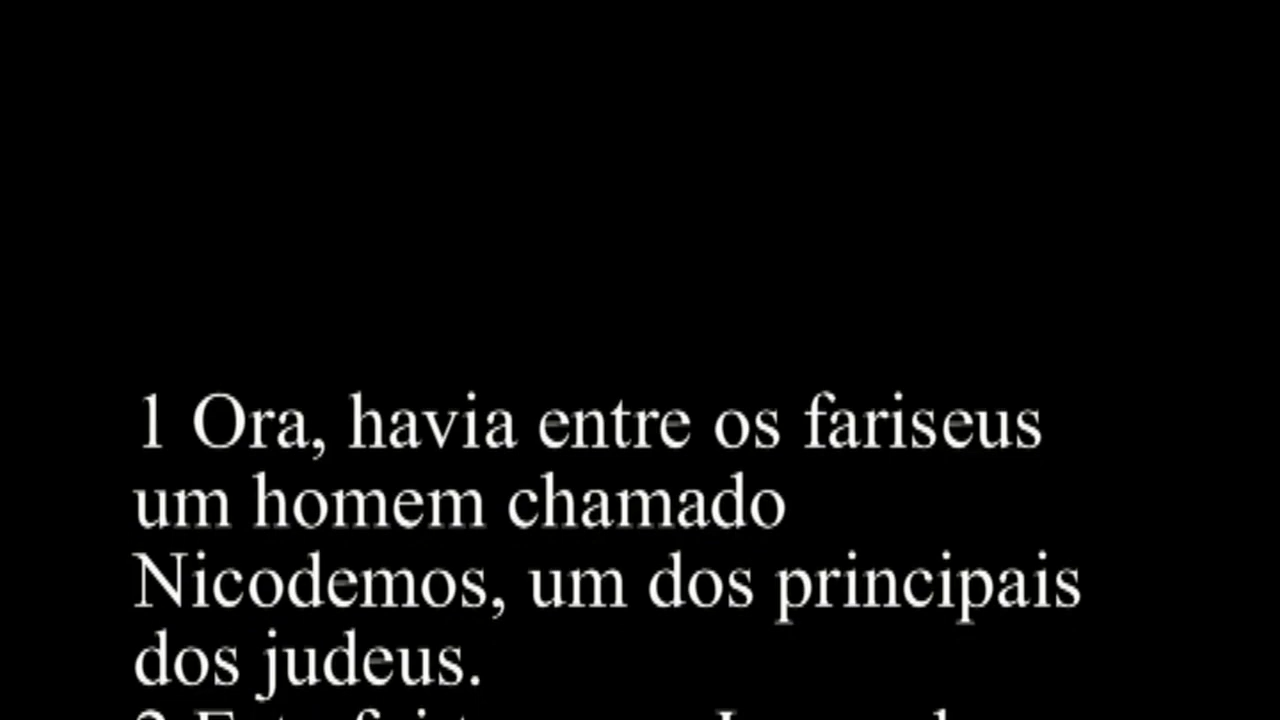 1 Ora, havia entre os fariseus
um homem chamado
Nicodemos, um dos principais
dos judeus.